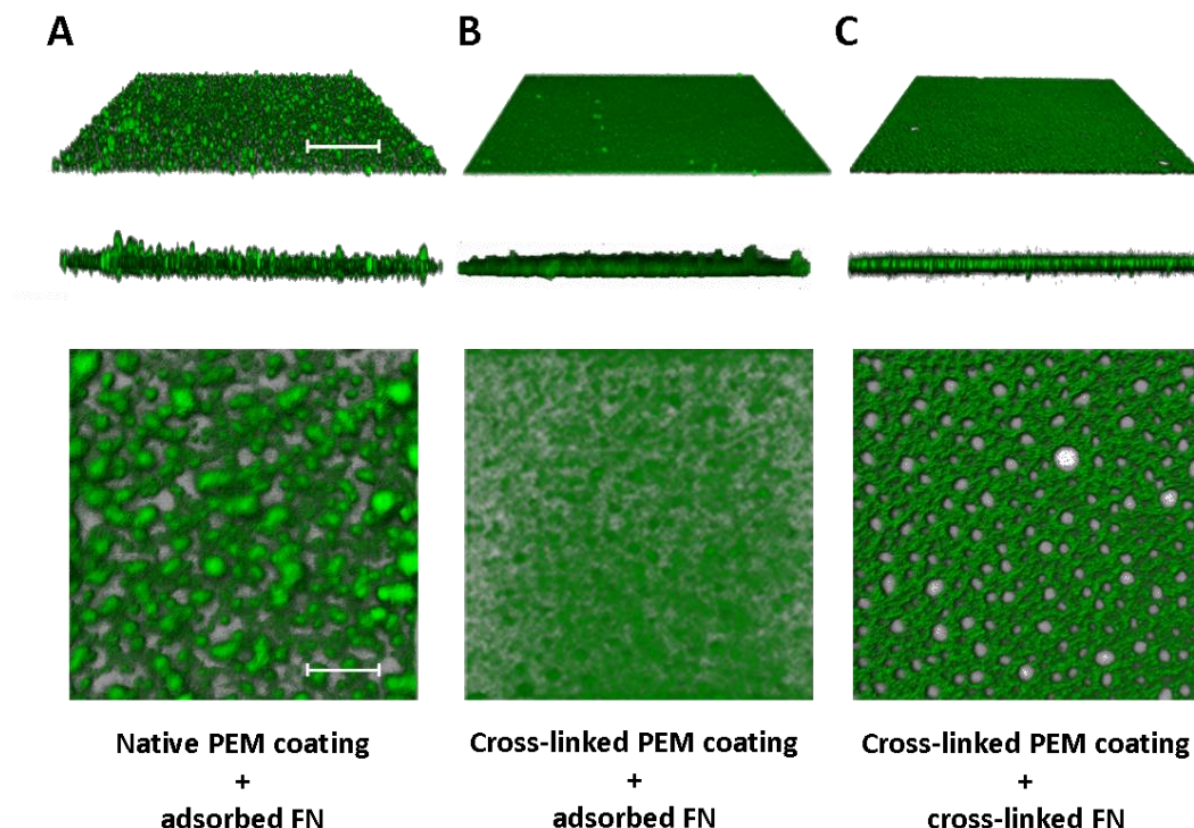 A
B
C
Native PEM coating
+
adsorbed FN
Cross-linked PEM coating
+
adsorbed FN
Cross-linked PEM coating
+
cross-linked FN